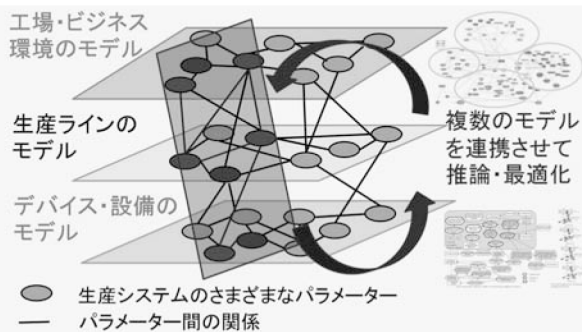 工場・ビジネス
環境のモデル
生産ラインの
モデル
複数のモデル
を連携させて
推論・最適化
デバイス・設備の
モデル
生産システムのさまざまなパラメーター
パラメーター間の関係